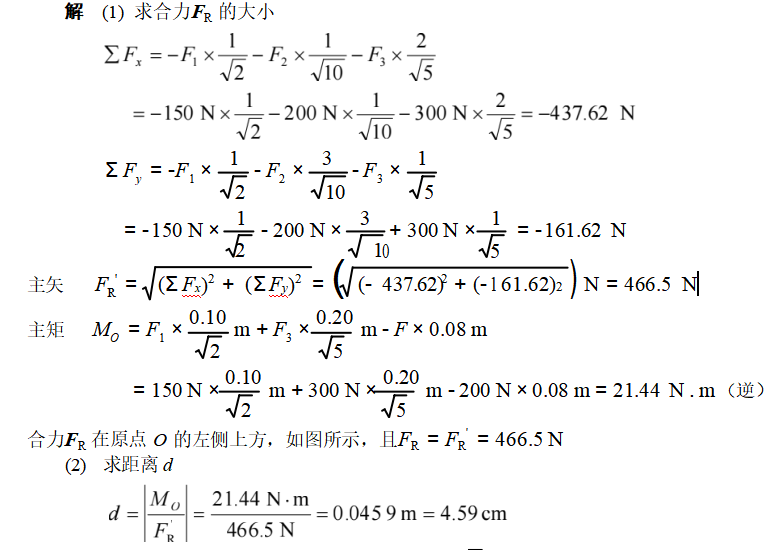 解 (1) 求合力F_R 的大小
ΣF_x = −F_1 × 1/√2 − F_2 × 1/√10 − F_3 × 2/√5
= −150 N × 1/√2 − 200 N × 1/√10 − 300 N × 2/√5 = −437.62 N
Σ F_y = -F_1 × 1/√2 - F_2 × 3/√10 - F_3 × 1/√5
= -150 N × 1/√2 - 200 N × 3/√10 + 300 N × 1/√5 = -161.62 N
主矢 F_R' = √((Σ F_x)^2 + (Σ F_y)^2) = (√((- 437.62)^2 + (-161.62)_2)) N = 466.5 N
主矩 M_O = F_1 × 0.10/√2 m + F_3 × 0.20/√5 m - F × 0.08 m
= 150 N × 0.10/√2 m + 300 N × 0.20/√5 m - 200 N × 0.08 m = 21.44 N . m（逆）
合力F_R 在原点 O 的左侧上方，如图所示，且F_R = F_R' = 466.5 N
(2) 求距离 d
d = |M_O / F_R'| = 21.44 N·m / 466.5 N = 0.045 9 m = 4.59 cm